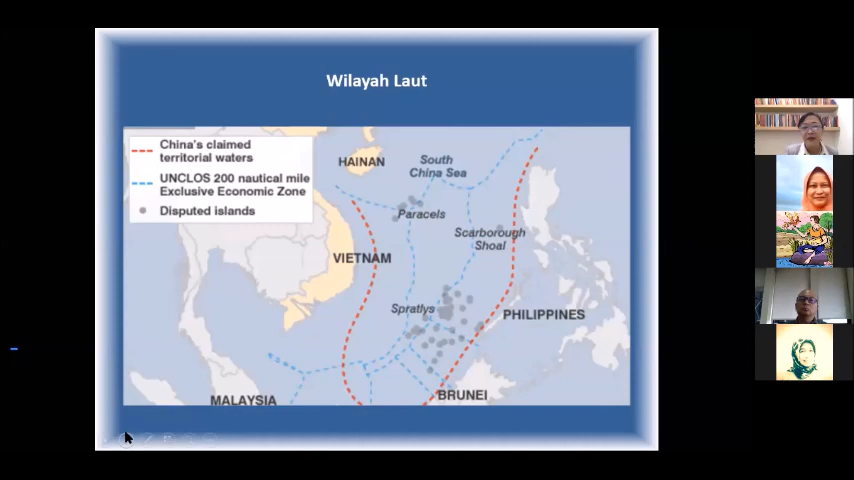 Wilayah Laut
China's claimed
territorial waters
UNCLOS 200 nautical mile
Exclusive Economic Zone
Disputed islands
HAINAN
South
China Sea
Paracels
Scarborough
Shoal
VIETNAM
Spratlys
PHILIPPINES
MALAYSIA
BRUNEI